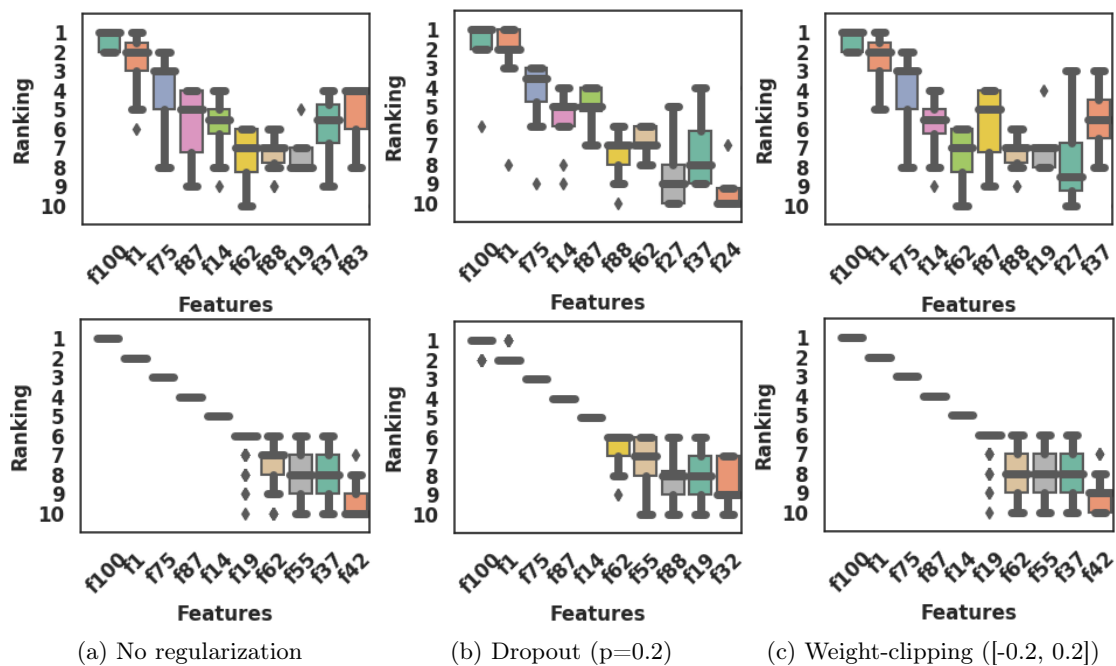 1
2
3
4
5
6
7
8
9
10
Ranking
f100 f1 f75 f87 f14 f62 f88 f19 f37 f83
Features
1
2
3
4
5
6
7
8
9
10
Ranking
f100 f1 f75 f14 f87 f88 f62 f27 f37 f24
Features
1
2
3
4
5
6
7
8
9
10
Ranking
f100 f1 f75 f14 f62 f87 f88 f19 f27 f37
Features
1
2
3
4
5
6
7
8
9
10
Ranking
f100 f1 f75 f87 f14 f19 f62 f55 f37 f42
Features
1
2
3
4
5
6
7
8
9
10
Ranking
f100 f1 f75 f87 f14 f62 f55 f88 f19 f32
Features
1
2
3
4
5
6
7
8
9
10
Ranking
f100 f1 f75 f87 f14 f19 f62 f55 f37 f42
Features
(a) No regularization
(b) Dropout (p=0.2)
(c) Weight-clipping ([-0.2, 0.2])